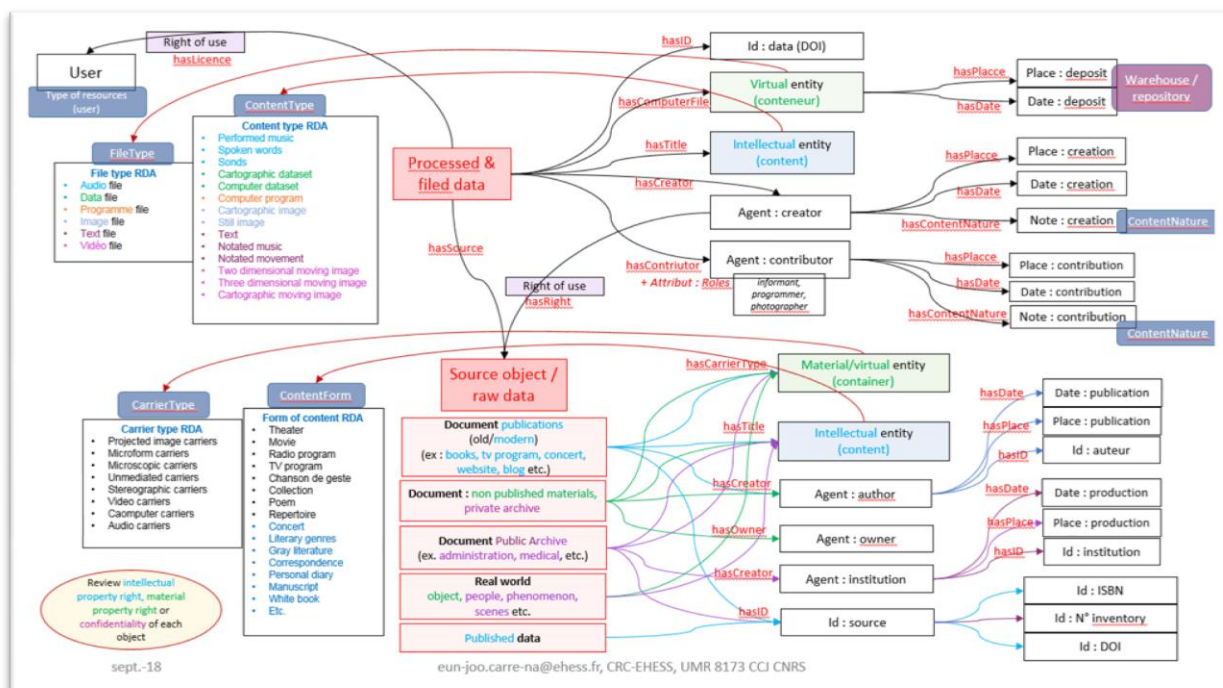 Right of use
hasLicence
User
Type of resources
(user)
ContentType
Content type RDA
• Performed music
• Spoken words
• Sonds
• Cartographic dataset
• Computer dataset
• Computer program
• Cartographic image
• Still image
• Text
• Notated music
• Notated movement
• Two dimensional moving image
• Three dimensional moving image
• Cartographic moving image
FileType
File type RDA
• Audio file
• Data file
• Programme file
• Image file
• Text file
• Vidéo file
Processed &
filed data
hasSource
hasID
Id : data (DOI)
hasComputerFile
Virtual entity
(conteneur)
hasPlacce
Place : deposit
hasDate
Date : deposit
Warehouse /
repository
hasTitle
Intellectual entity
(content)
hasCreator
Agent : creator
hasPlacce
Place : creation
hasDate
Date : creation
hasContentNature
Note : creation
ContentNature
hasContriutor
+ Attribut : Roles
Agent : contributor
informant,
programmer,
photographer
hasPlacce
Place : contribution
hasDate
Date : contribution
hasContentNature
Note : contribution
ContentNature
Right of use
hasRight
CarrierType
Carrier type RDA
• Projected image carriers
• Microform carriers
• Microscopic carriers
• Unmediated carriers
• Stereographic carriers
• Video carriers
• Caomputer carriers
• Audio carriers
ContentForm
Form of content RDA
• Theater
• Movie
• Radio program
• TV program
• Chanson de geste
• Collection
• Poem
• Repertoire
• Concert
• Literary genres
• Gray literature
• Correspondence
• Personal diary
• Manuscript
• White book
• Etc.
Source object /
raw data
Document publications
(old/modern)
(ex : books, tv program, concert,
website, blog etc.)
Document : non published materials,
private archive
Document Public Archive
(ex. administration, medical, etc.)
Real world
object, people, phenomenon,
scenes etc.
Published data
hasCarrierType
Material/virtual entity
(container)
hasTitle
Intellectual entity
(content)
hasCreator
Agent : author
hasOwner
Agent : owner
hasCreator
Agent : institution
hasID
Id : source
hasDate
Date : publication
hasPlace
Place : publication
hasID
Id : auteur
hasDate
Date : production
hasPlace
Place : production
hasID
Id : institution
Id : ISBN
Id : N° inventory
Id : DOI
Review intellectual
property right, material
property right or
confidentiality of each
object
sept.-18
eun-joo.carre-na@ehess.fr, CRC-EHESS, UMR 8173 CCJ CNRS